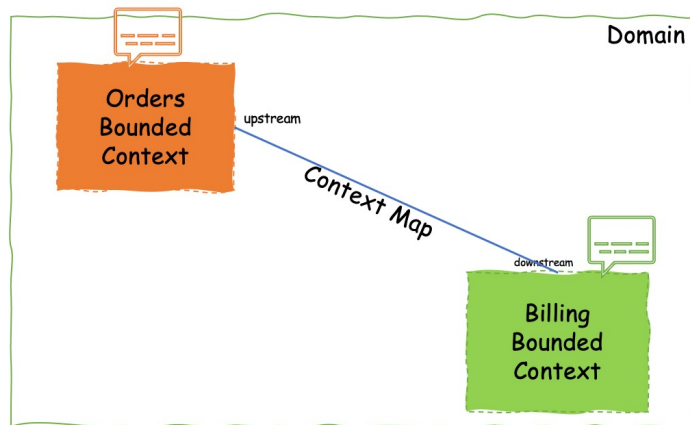 Domain
Orders
Bounded
Context
upstream
Context Map
downstream
Billing
Bounded
Context